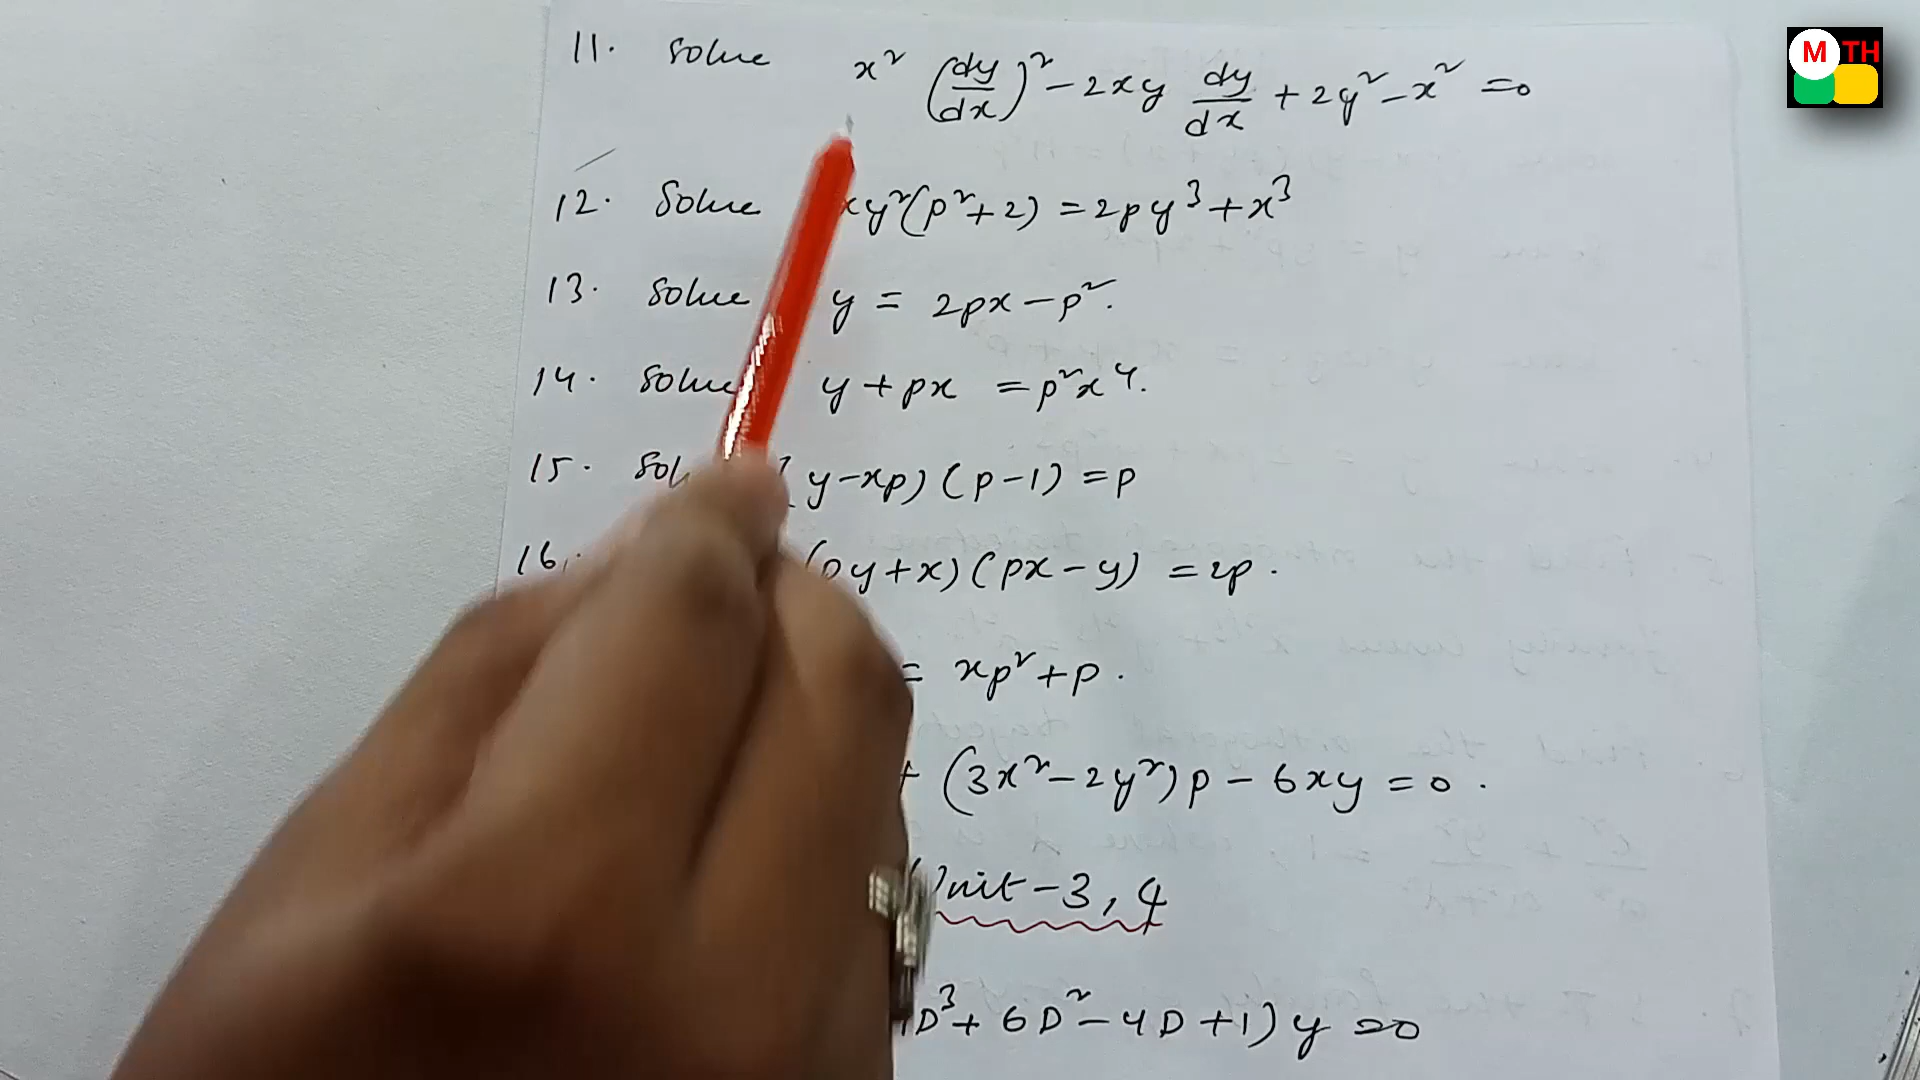 M TH
11. Solve x² (dy/dx)² - 2xy dy/dx + 2y² - x² = 0
12. Solve xy²(p²+2) = 2py³ + x³
13. Solve y = 2px - p².
14. Solve y + px = p²x⁴.
15. (y - xp)(p - 1) = p
16. (py + x)(px - y) = 2p.
= xp² + p.
+ (3x² - 2y²)p - 6xy = 0.
Unit - 3, 4
D³ + 6D² - 4D + 1) y = 0